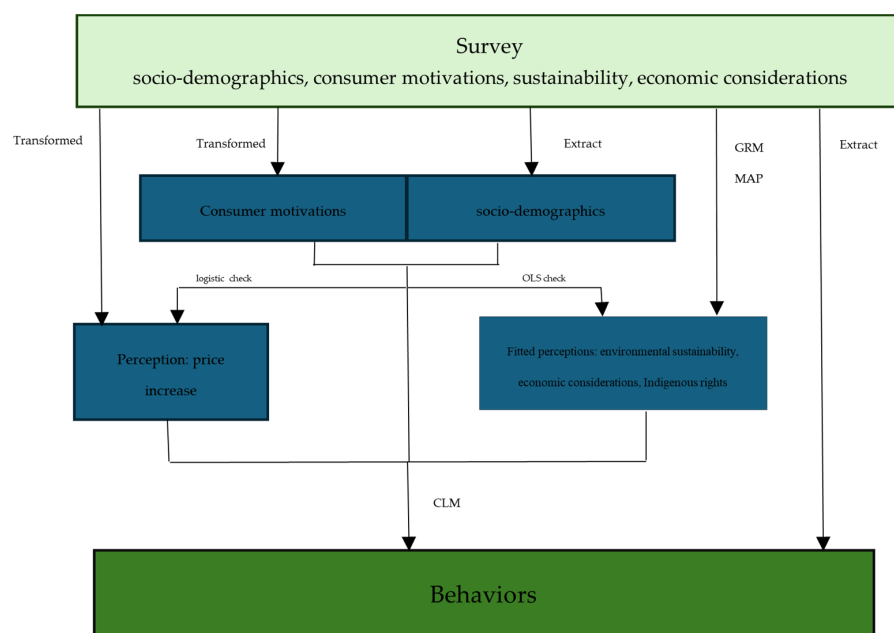 Survey
socio-demographics, consumer motivations, sustainability, economic considerations
Transformed
Transformed
Extract
GRM
MAP
Extract
Consumer motivations
socio-demographics
logistic check
OLS check
Perception: price
increase
Fitted perceptions: environmental sustainability,
economic considerations, Indigenous rights
CLM
Behaviors